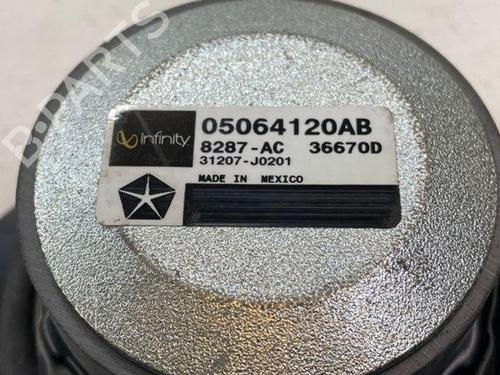 B-PARTS
Infinity
05064120AB
8287-AC 36670D
31207-J0201
MADE IN MEXICO